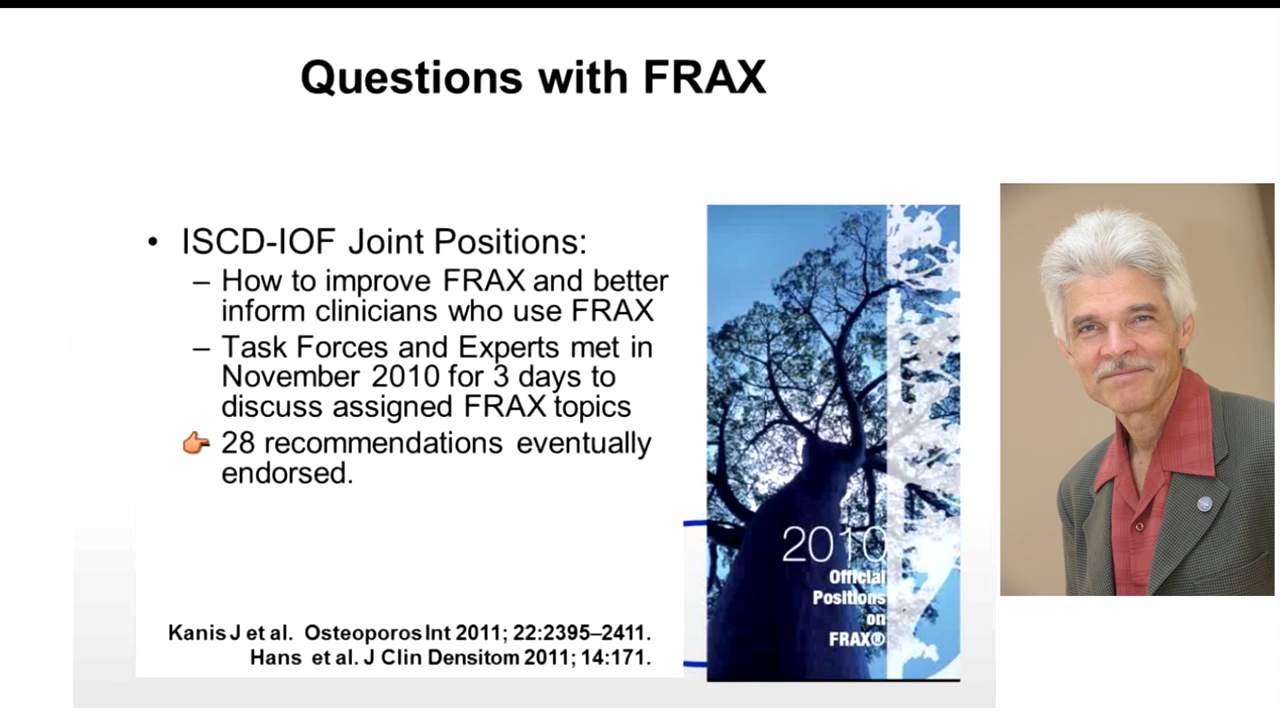 Questions with FRAX
• ISCD-IOF Joint Positions:
– How to improve FRAX and better
inform clinicians who use FRAX
– Task Forces and Experts met in
November 2010 for 3 days to
discuss assigned FRAX topics
28 recommendations eventually
endorsed.
Kanis J et al. Osteoporos Int 2011; 22:2395–2411.
Hans et al. J Clin Densitom 2011; 14:171.
2010
Official
Positions
on
FRAX®